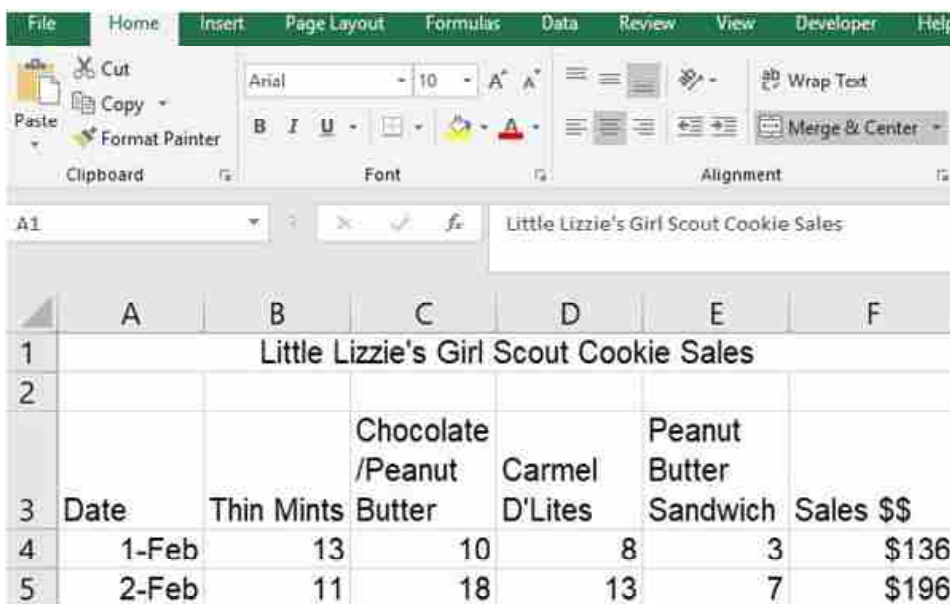 File Home Insert Page Layout Formulas Data Review View Developer Help
Cut
Arial 10 A A ab Wrap Text
Copy
Paste B I U A Merge & Center
Format Painter
Clipboard Font Alignment
A1 fx Little Lizzie's Girl Scout Cookie Sales
A B C D E F
1 Little Lizzie's Girl Scout Cookie Sales
2
Chocolate Peanut
/Peanut Carmel Butter
3 Date Thin Mints Butter D'Lites Sandwich Sales $$
4 1-Feb 13 10 8 3 $136
5 2-Feb 11 18 13 7 $196